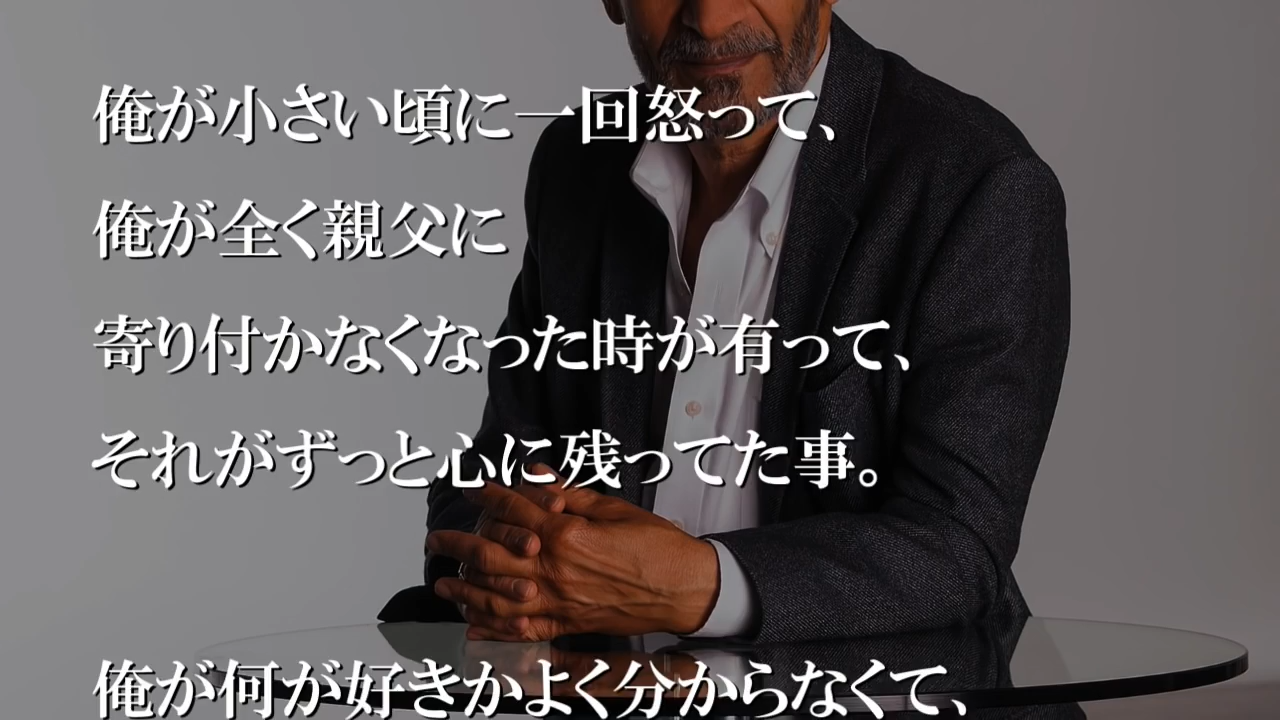 俺が小さい頃に一回怒って、
俺が全く親父に
寄り付かなくなった時が有って、
それがずっと心に残ってた事。
俺が何が好きかよく分からなくて、